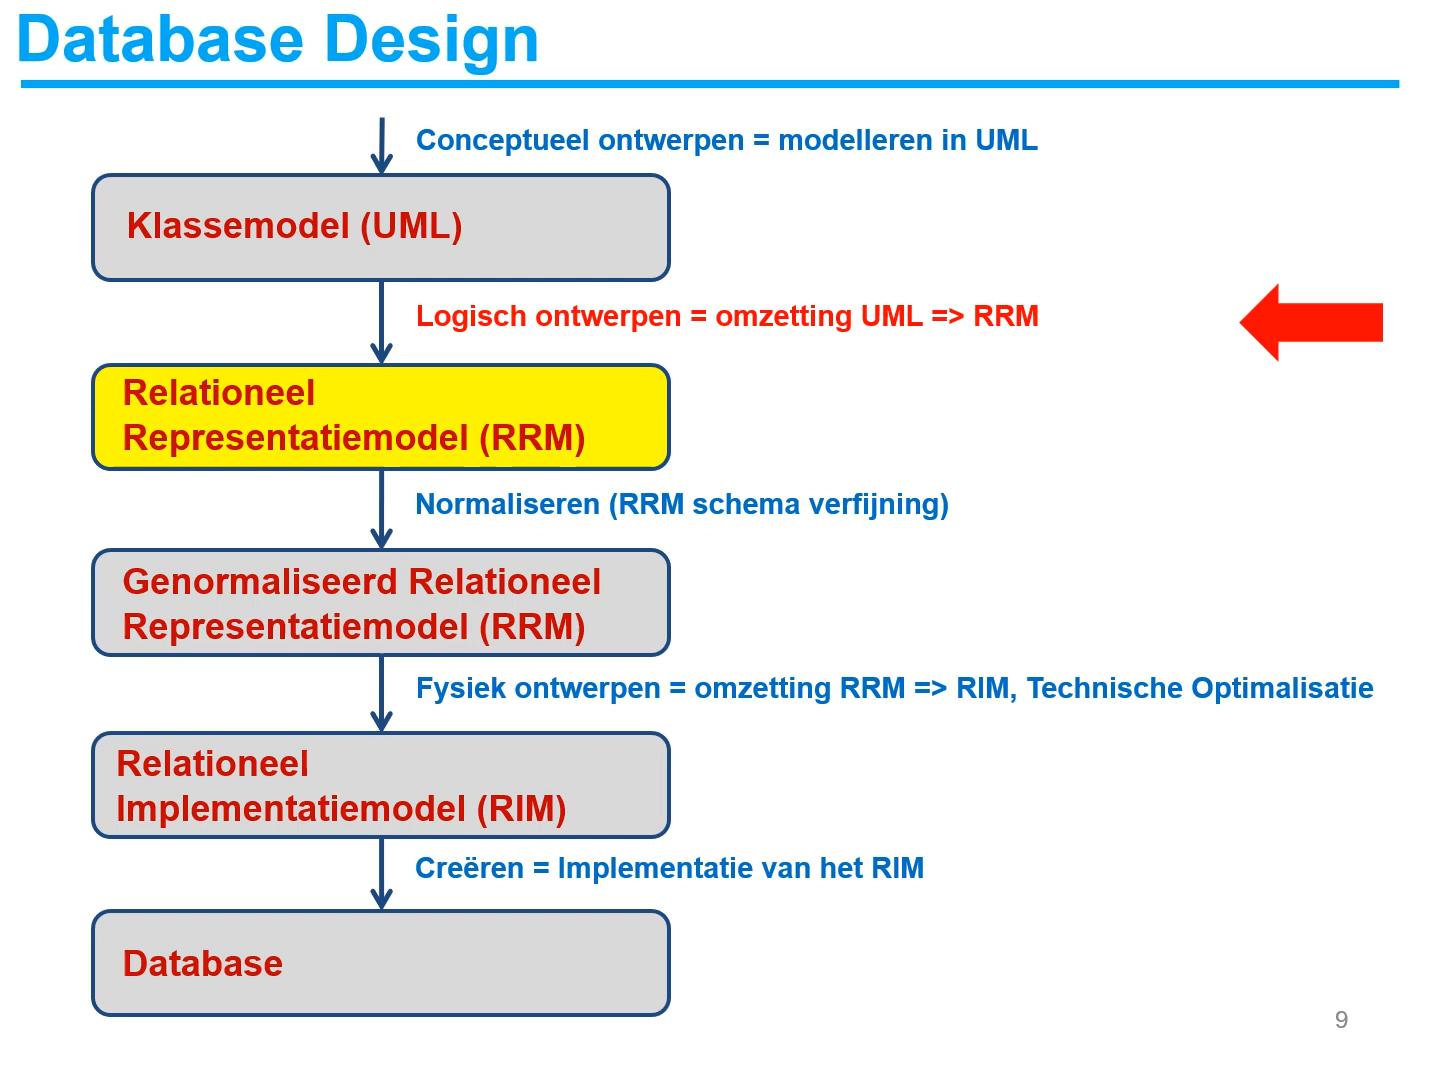 Database Design
Conceptueel ontwerpen = modelleren in UML
Klassemodel (UML)
Logisch ontwerpen = omzetting UML => RRM
Relationeel
Representatiemodel (RRM)
Normaliseren (RRM schema verfijning)
Genormaliseerd Relationeel
Representatiemodel (RRM)
Fysiek ontwerpen = omzetting RRM => RIM, Technische Optimalisatie
Relationeel
Implementatiemodel (RIM)
Creëren = Implementatie van het RIM
Database
9